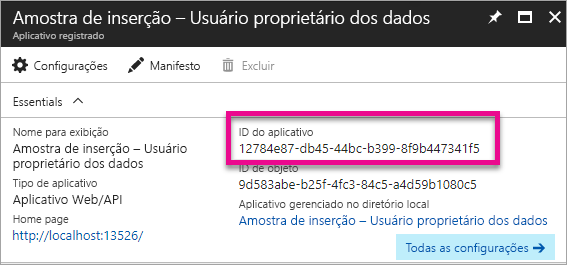 Amostra de inserção – Usuário proprietário dos dados
Aplicativo registrado
Configurações
Manifesto
Excluir
Essentials
Nome para exibição
Amostra de inserção – Usuário
proprietário dos dados
Tipo de aplicativo
Aplicativo Web/API
Home page
http://localhost:13526/
ID do aplicativo
12784e87-db45-44bc-b399-8f9b447341f5
ID de objeto
9d583abe-b25f-4fc3-84c5-a4d59b1080c5
Aplicativo gerenciado no diretório local
Amostra de inserção – Usuário proprietário dos dados
Todas as configurações